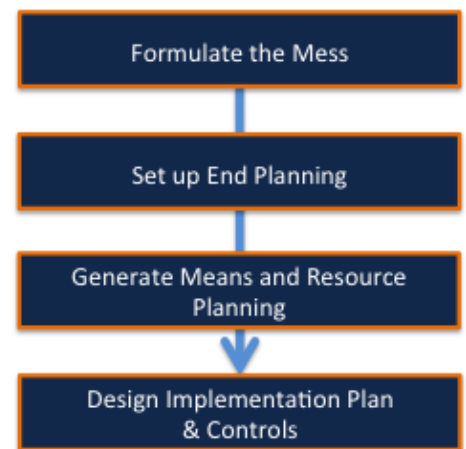 Formulate the Mess
Set up End Planning
Generate Means and Resource
Planning
Design Implementation Plan
& Controls